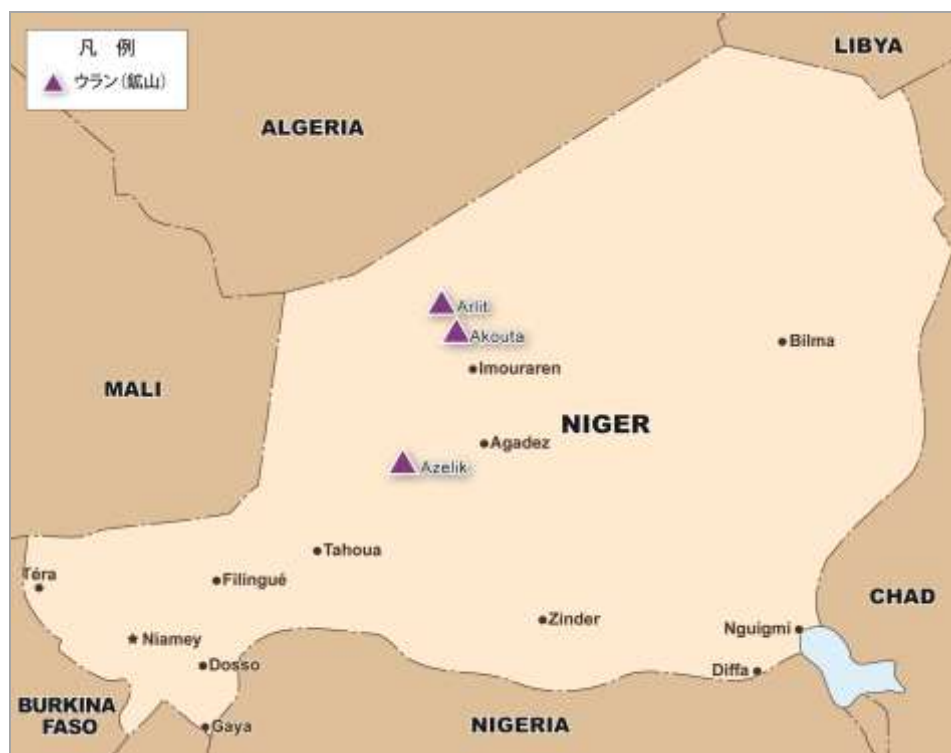 凡 例
ウラン（鉱山）
LIBYA
ALGERIA
Arlit
Akouta
Bilma
Imouraren
MALI
NIGER
Agadez
Azelik
Tahoua
Téra
Filingué
CHAD
Zinder
Nguigmi
Niamey
Dosso
Diffa
BURKINA
FASO
NIGERIA
Gaya